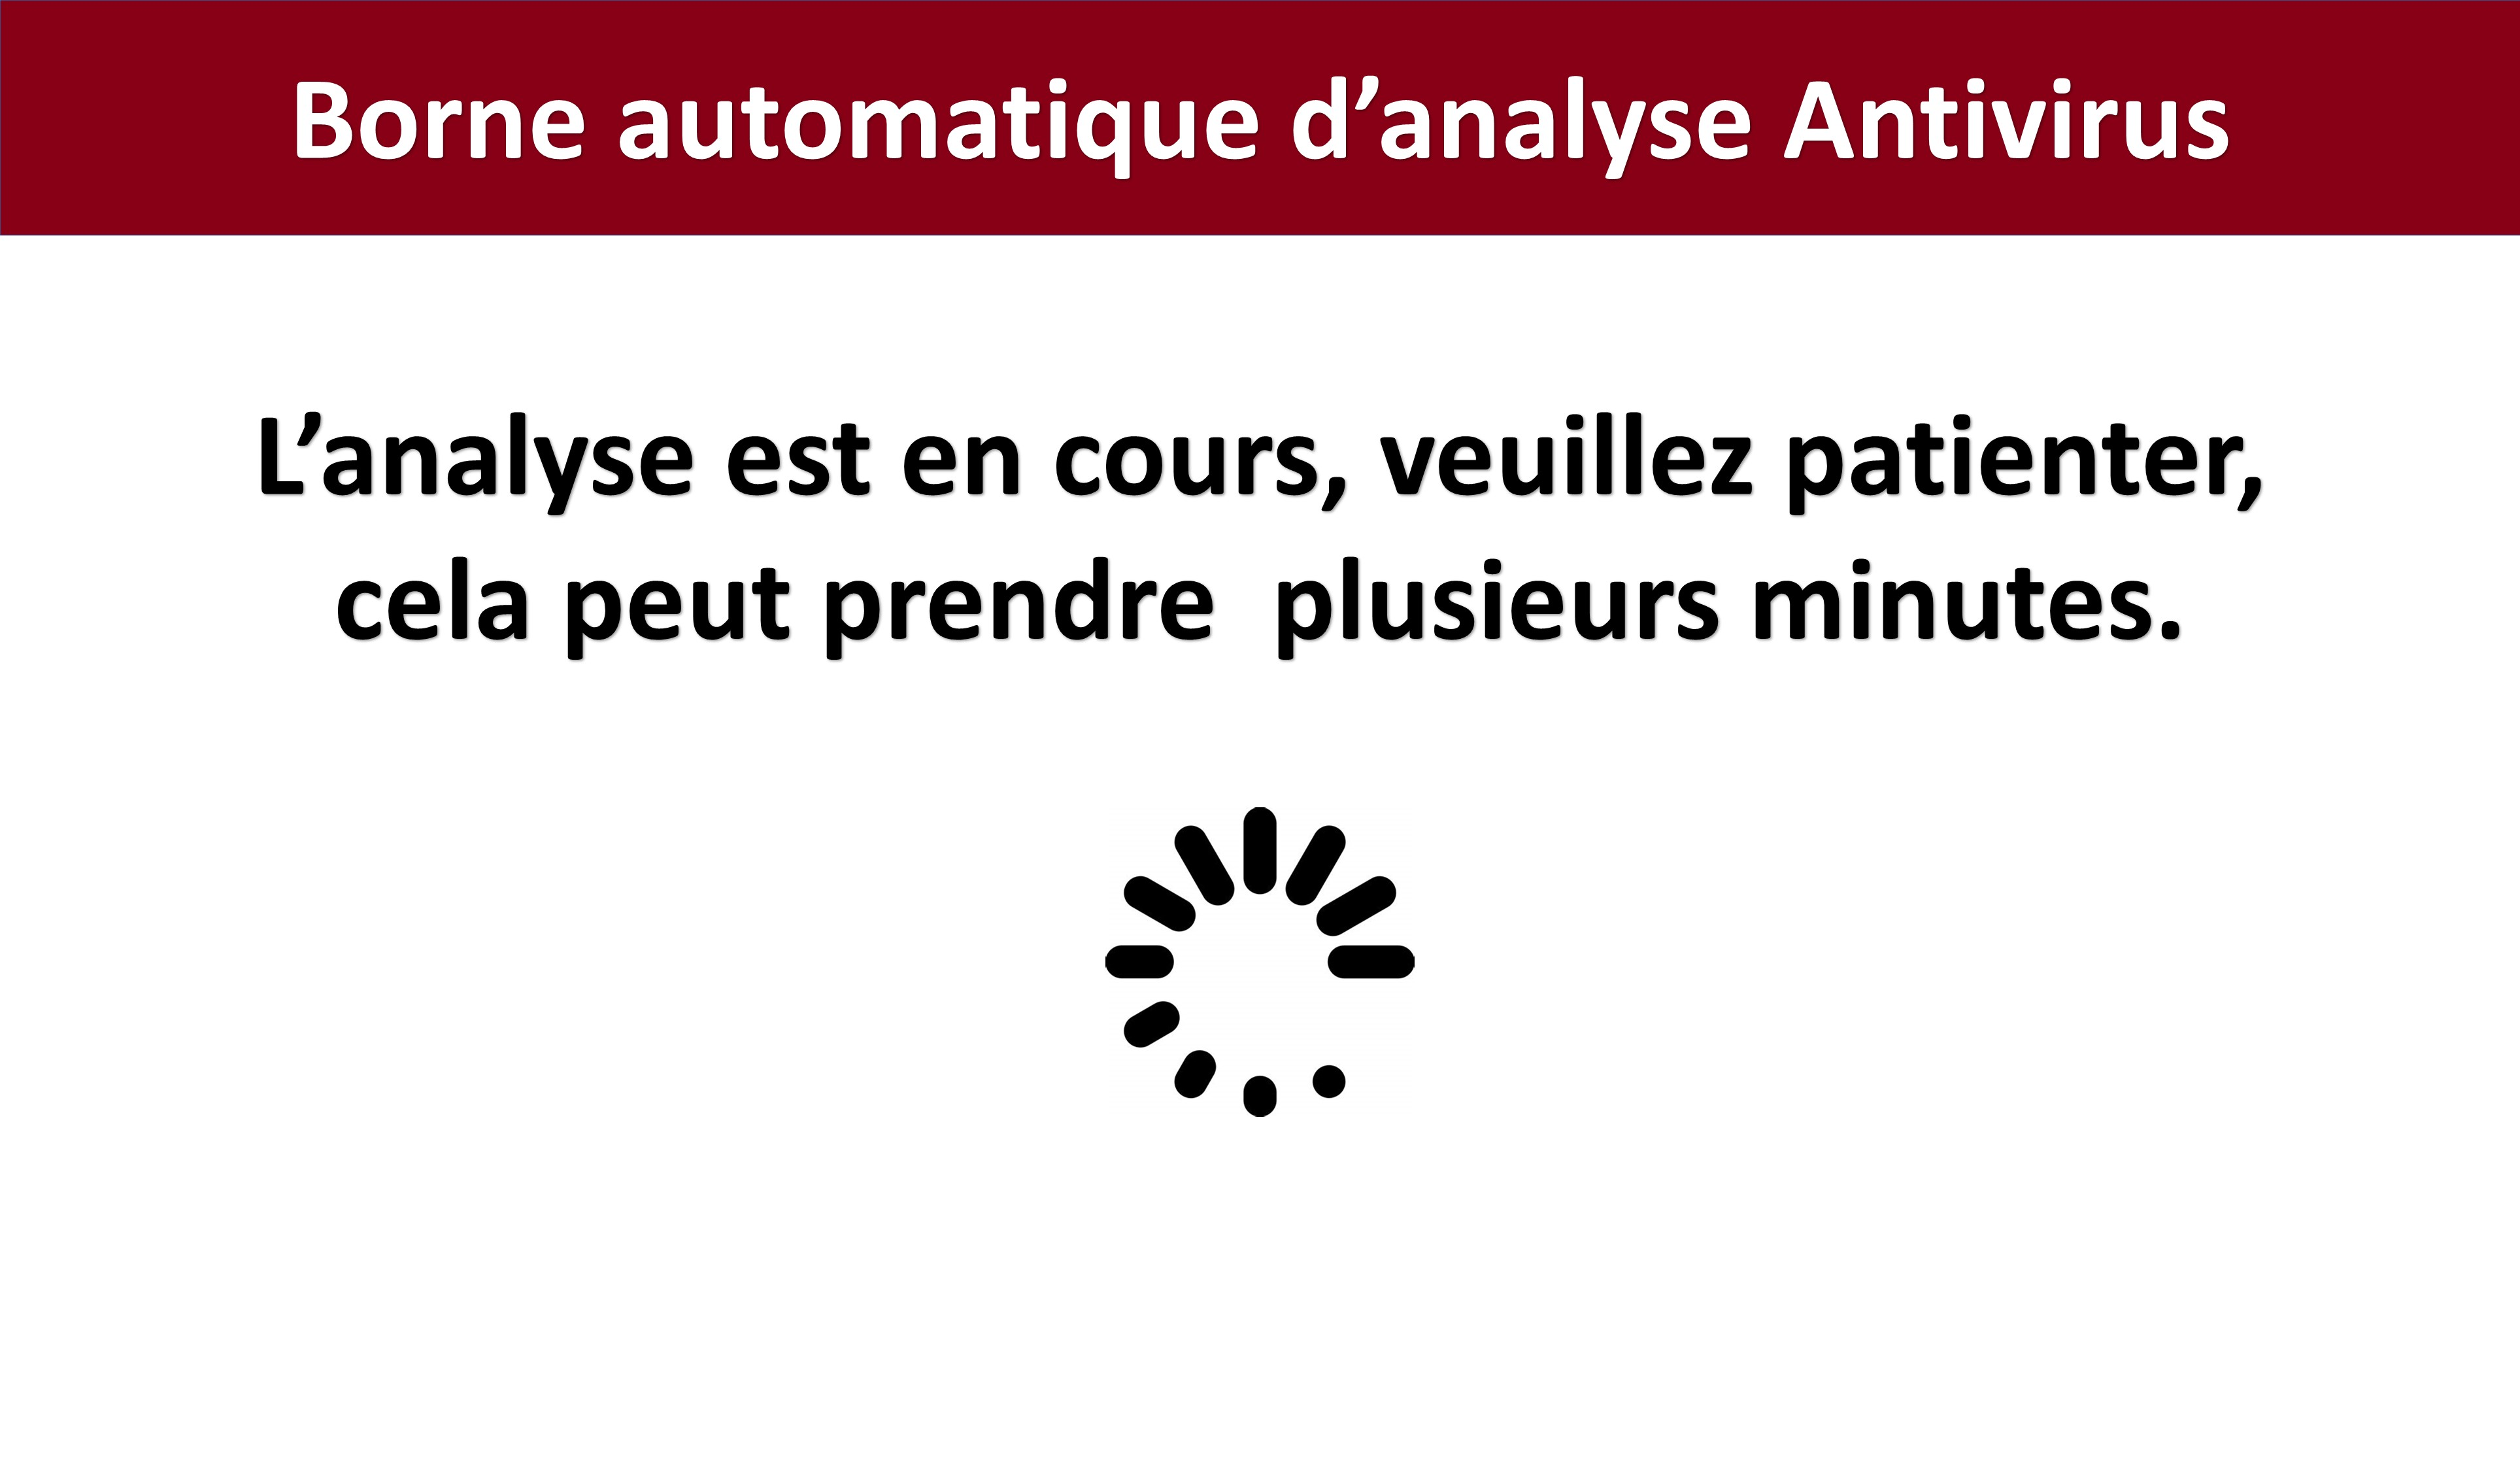 Borne automatique d’analyse Antivirus
L’analyse est en cours, veuillez patienter,
cela peut prendre  plusieurs minutes.